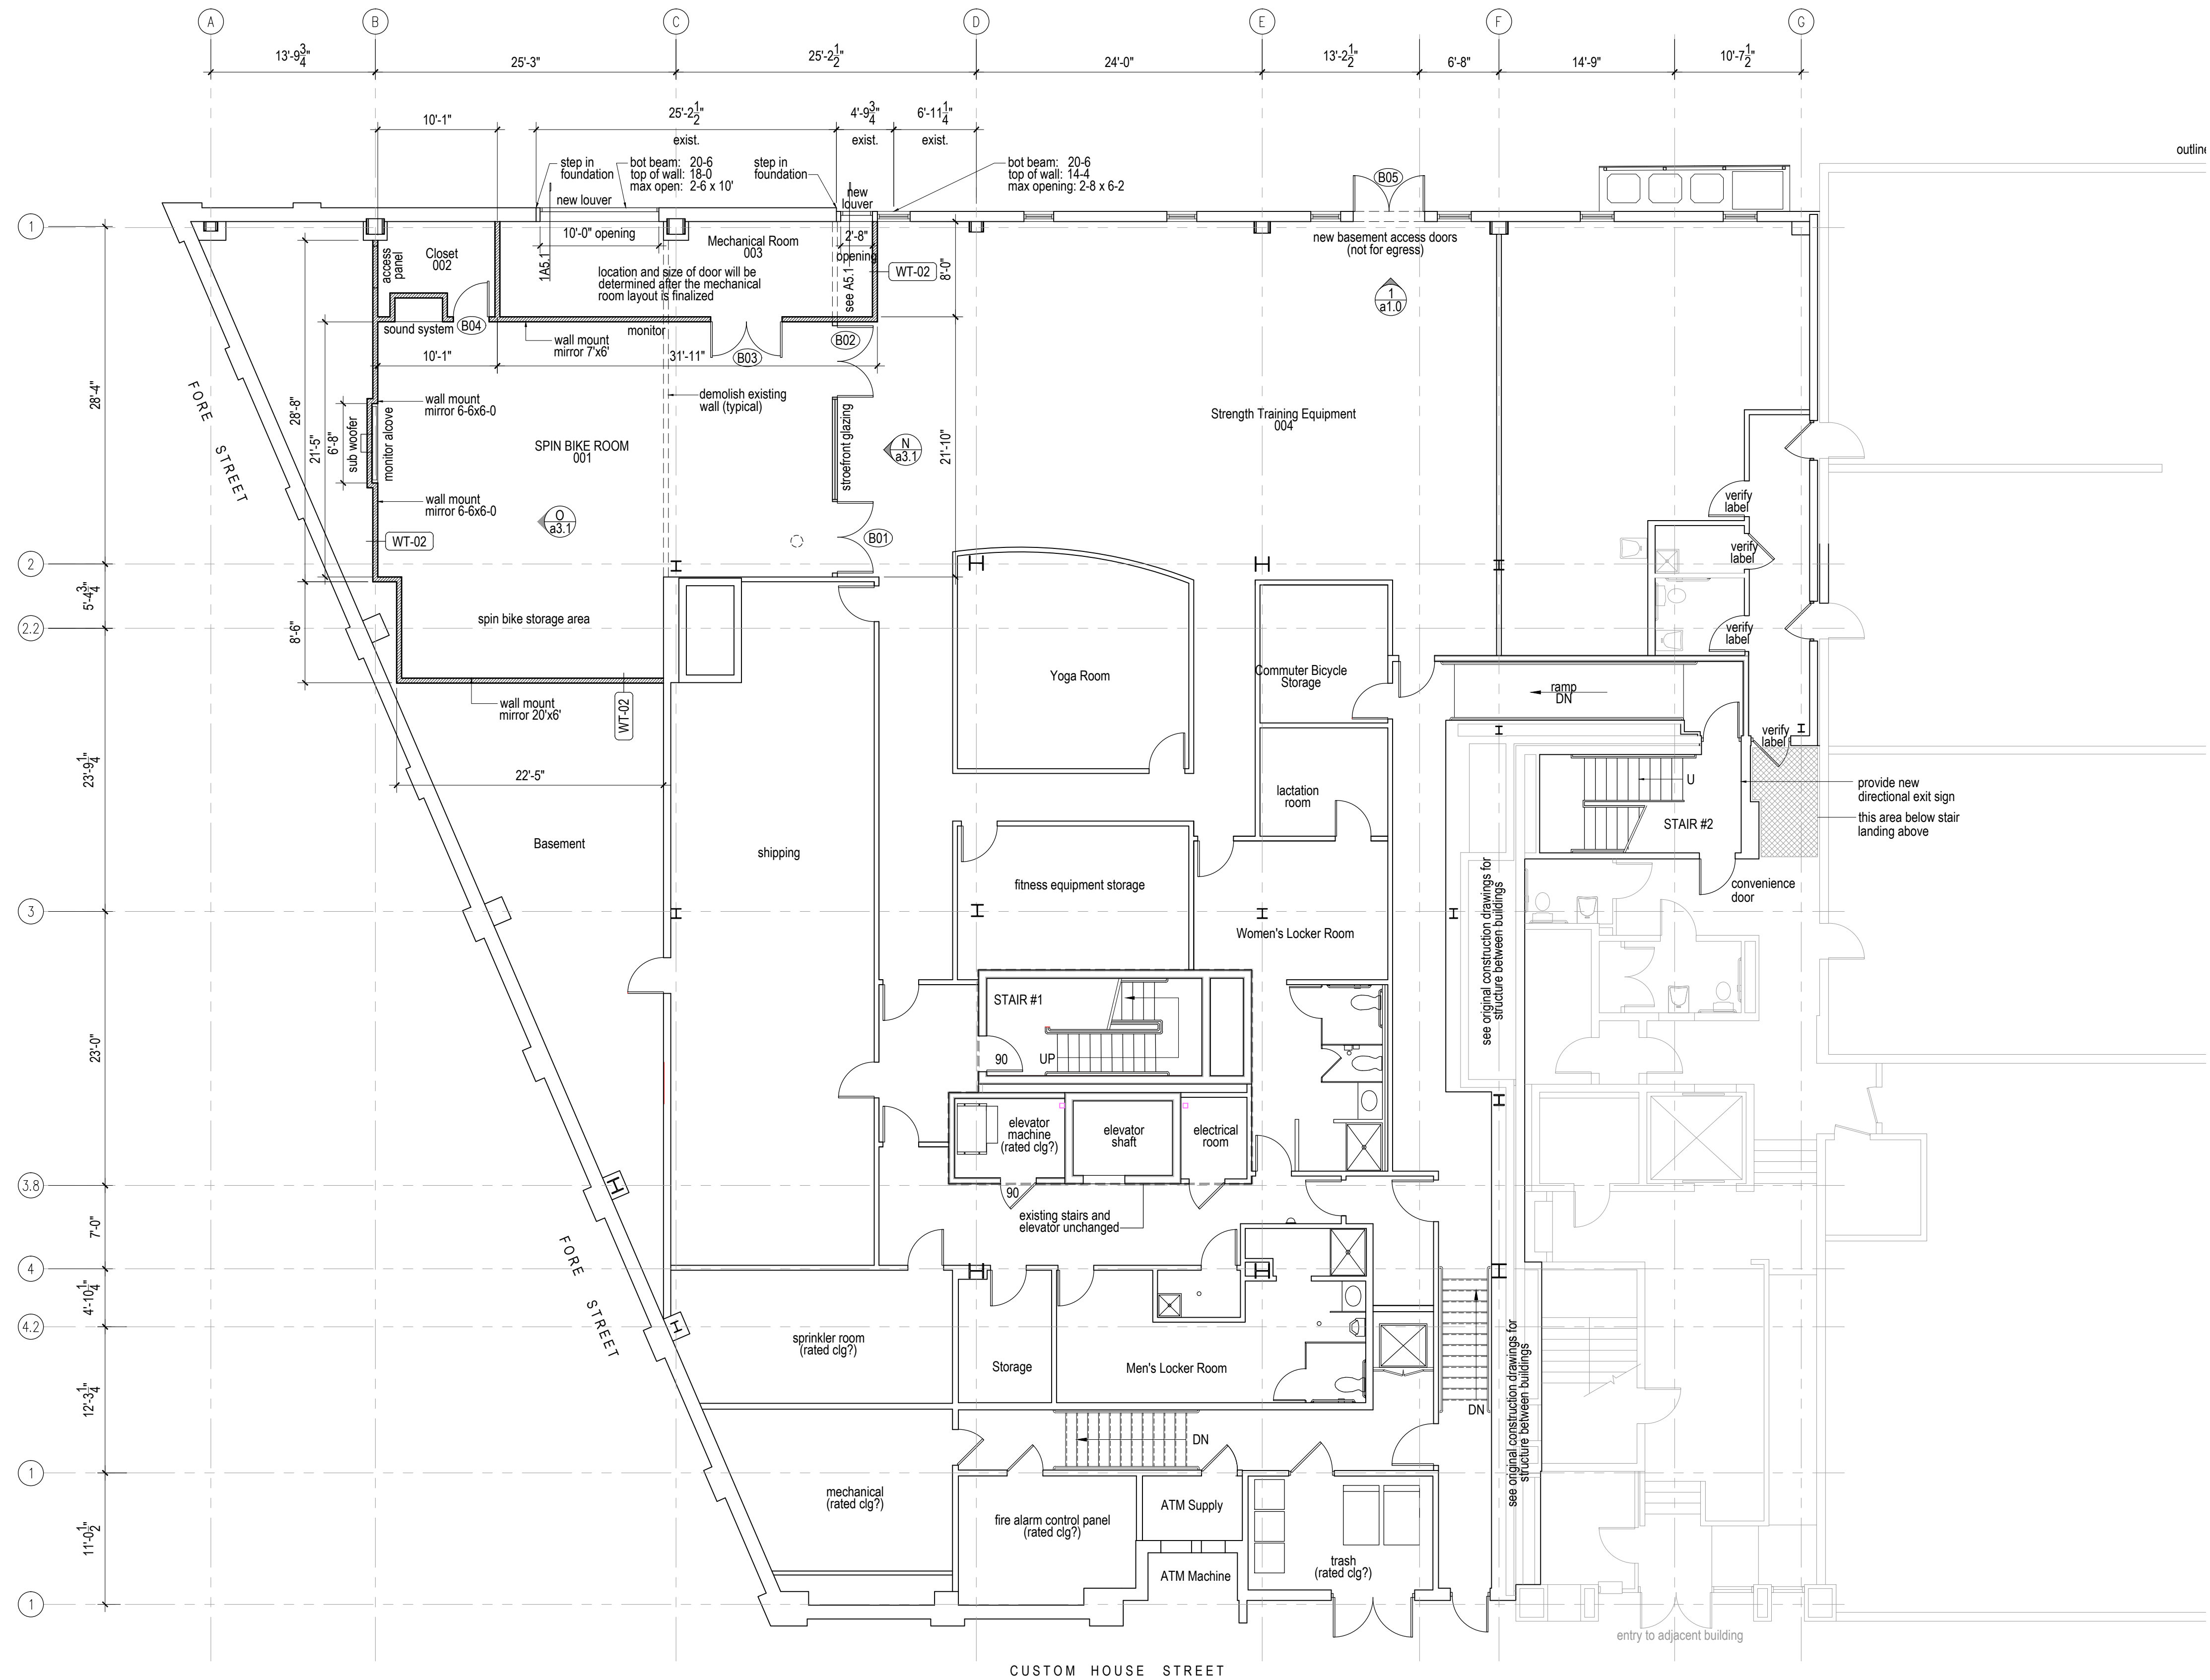 A
B
C
D
E
F
G
13'-9 3/4"
25'-3"
25'-2 1/2"
24'-0"
13'-2 1/2"
6'-8"
14'-9"
10'-7 1/2"
10'-1"
25'-2 1/2"
exist.
4'-9 3/4"
exist.
6'-11 1/4"
exist.
outline
step in
foundation
bot beam: 20-6
top of wall: 18-0
max open: 2-6 x 10'
step in
foundation
bot beam: 20-6
top of wall: 14-4
max opening: 2-8 x 6-2
B05
new louver
new
louver
1
access
panel
Closet
002
10'-0" opening
Mechanical Room
003
2'-8"
opening
WT-02
8'-0"
1A5.1
location and size of door will be
determined after the mechanical
room layout is finalized
see A5.1
new basement access doors
(not for egress)
1
a1.0
sound system
B04
monitor
wall mount
mirror 7'x6'
B02
B03
10'-1"
31'-11"
FORE
STREET
28'-4"
28'-8"
21'-5"
6'-8"
sub woofer
monitor alcove
wall mount
mirror 6-6x6-0
demolish existing
wall (typical)
Strength Training Equipment
004
SPIN BIKE ROOM
001
stroefront glazing
N
a3.1
21'-10"
wall mount
mirror 6-6x6-0
O
a3.1
WT-02
B01
verify
label
verify
label
verify
label
2
5'-4 3/4"
2.2
8'-6"
spin bike storage area
Yoga Room
Commuter Bicycle
Storage
ramp
DN
wall mount
mirror 20'x6'
WT-02
verify
label
23'-9 1/4"
22'-5"
lactation
room
U
provide new
directional exit sign
STAIR #2
this area below stair
landing above
Basement
shipping
fitness equipment storage
convenience
door
3
Women's Locker Room
see original construction drawings for
structure between buildings
STAIR #1
90
UP
23'-0"
elevator
machine
(rated clg?)
elevator
shaft
electrical
room
3.8
90
existing stairs and
elevator unchanged
7'-0"
FORE
STREET
4
4'-10 1/4"
4.2
sprinkler room
(rated clg?)
Storage
Men's Locker Room
see original construction drawings for
structure between buildings
12'-3 1/4"
DN
DN
1
mechanical
(rated clg?)
fire alarm control panel
(rated clg?)
ATM Supply
11'-0 1/2"
ATM Machine
trash
(rated clg?)
1
entry to adjacent building
CUSTOM HOUSE STREET